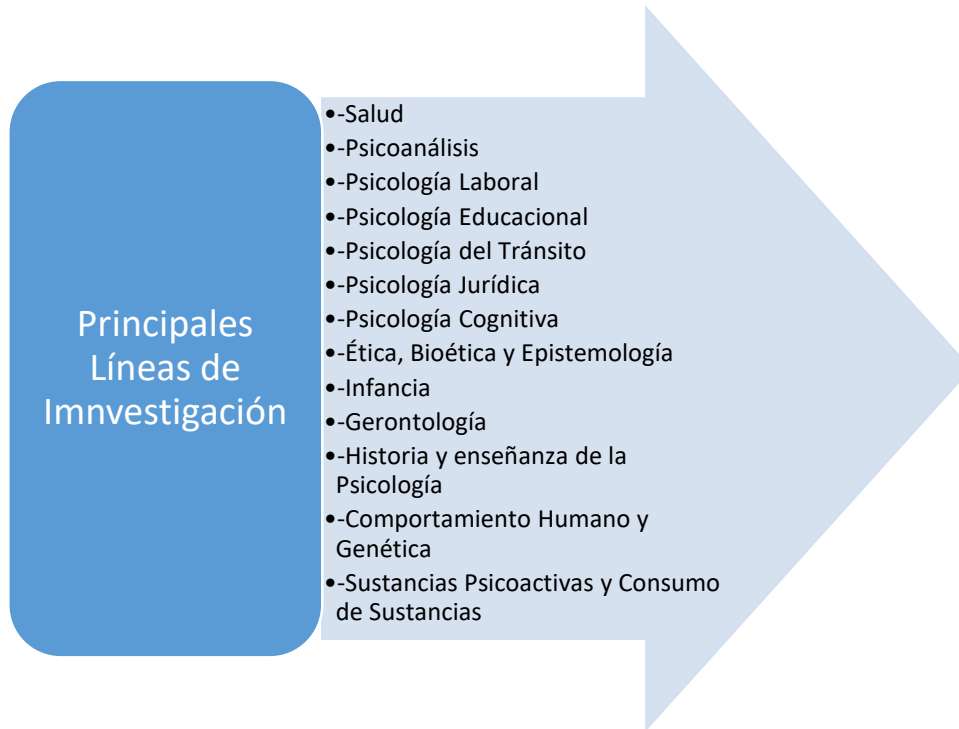 Principales
Líneas de
Imnvestigación
•-Salud
•-Psicoanálisis
•-Psicología Laboral
•-Psicología Educacional
•-Psicología del Tránsito
•-Psicología Jurídica
•-Psicología Cognitiva
•-Ética, Bioética y Epistemología
•-Infancia
•-Gerontología
•-Historia y enseñanza de la
Psicología
•-Comportamiento Humano y
Genética
•-Sustancias Psicoactivas y Consumo
de Sustancias